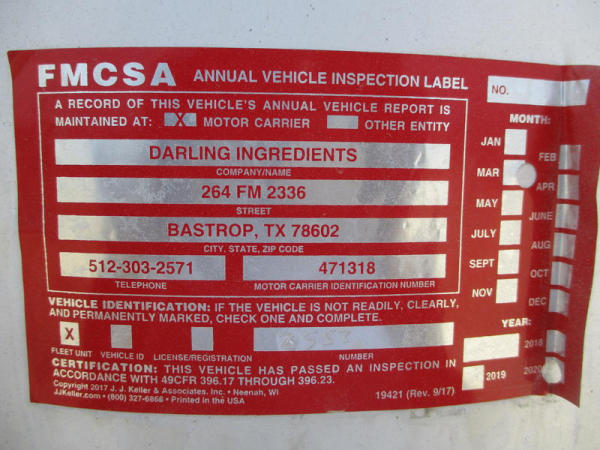 FMCSA ANNUAL VEHICLE INSPECTION LABEL
NO.
A RECORD OF THIS VEHICLE'S ANNUAL VEHICLE REPORT IS
MAINTAINED AT: X MOTOR CARRIER OTHER ENTITY
DARLING INGREDIENTS
COMPANY/NAME
264 FM 2336
STREET
BASTROP, TX 78602
CITY, STATE, ZIP CODE
512-303-2571 471318
TELEPHONE MOTOR CARRIER IDENTIFICATION NUMBER
VEHICLE IDENTIFICATION: IF THE VEHICLE IS NOT READILY, CLEARLY,
AND PERMANENTLY MARKED, CHECK ONE AND COMPLETE.
X
FLEET UNIT VEHICLE ID LICENSE/REGISTRATION NUMBER
CERTIFICATION: THIS VEHICLE HAS PASSED AN INSPECTION IN
ACCORDANCE WITH 49CFR 396.17 THROUGH 396.23.
Copyright 2017 J. J. Keller & Associates, Inc. • Neenah, WI
JJKeller.com • (800) 327-6868 • Printed in the USA
19421 (Rev. 9/17)
MONTH:
JAN FEB
MAR APR
MAY JUNE
JULY AUG
SEPT OCT
NOV DEC
YEAR:
2018
2019 2020